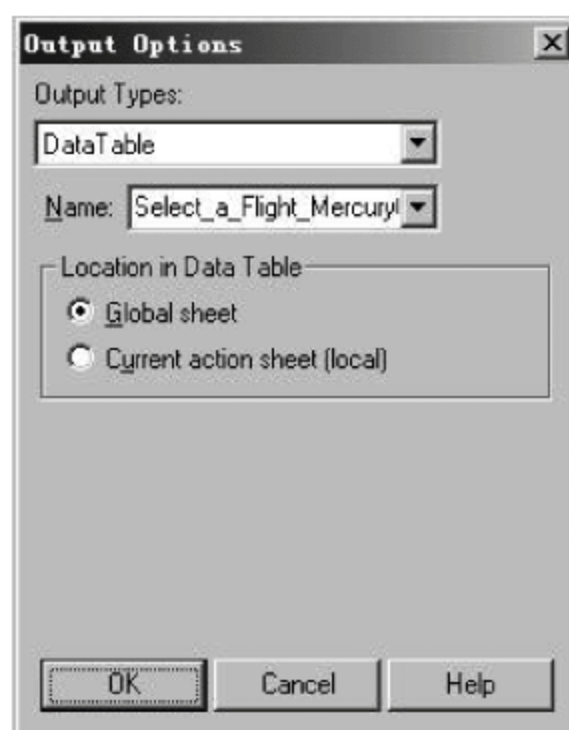 Output Options
Output Types:
DataTable
Name: Select_a_Flight_Mercury
Location in Data Table
Global sheet
Current action sheet (local)
OK Cancel Help